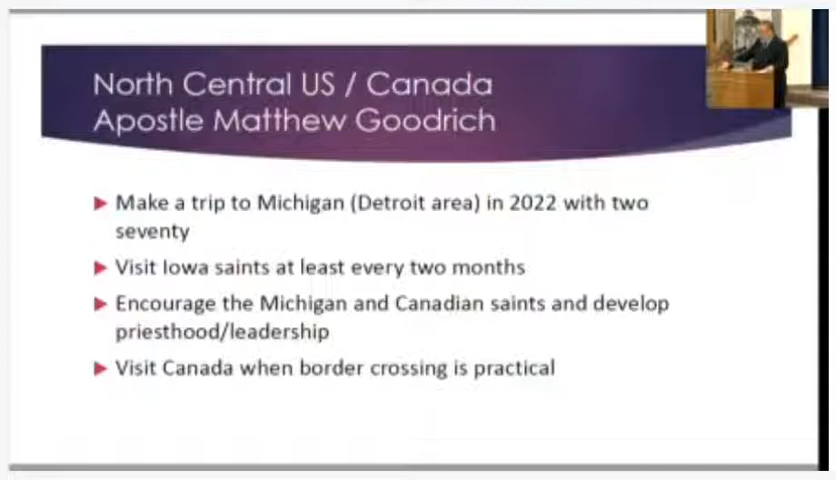 North Central US / Canada
Apostle Matthew Goodrich
Make a trip to Michigan (Detroit area) in 2022 with two
seventy
Visit Iowa saints at least every two months
Encourage the Michigan and Canadian saints and develop
priesthood/leadership
Visit Canada when border crossing is practical